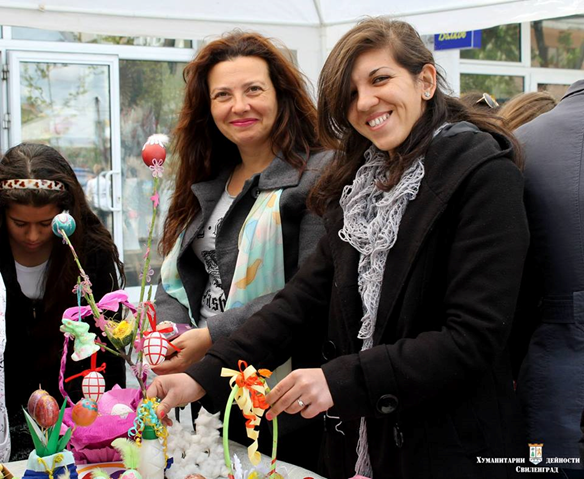 Хуманитарни дейности
Свиленград